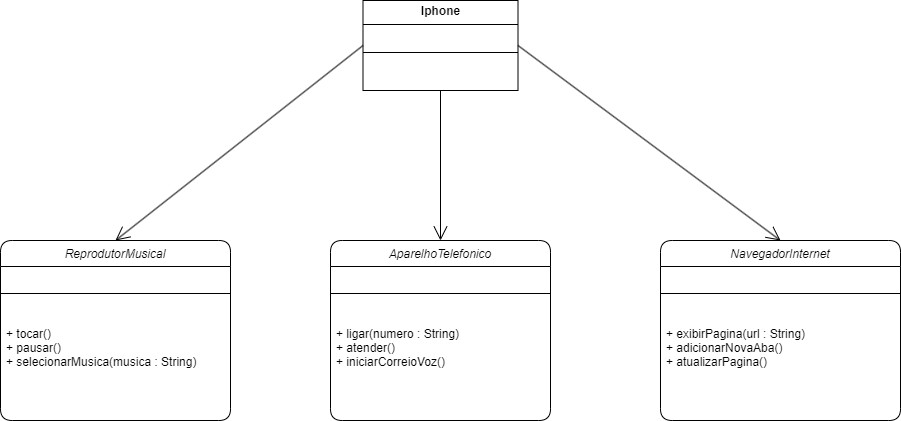 Iphone
ReprodutorMusical
+ tocar()
+ pausar()
+ selecionarMusica(musica : String)
AparelhoTelefonico
+ ligar(numero : String)
+ atender()
+ iniciarCorreioVoz()
NavegadorInternet
+ exibirPagina(url : String)
+ adicionarNovaAba()
+ atualizarPagina()